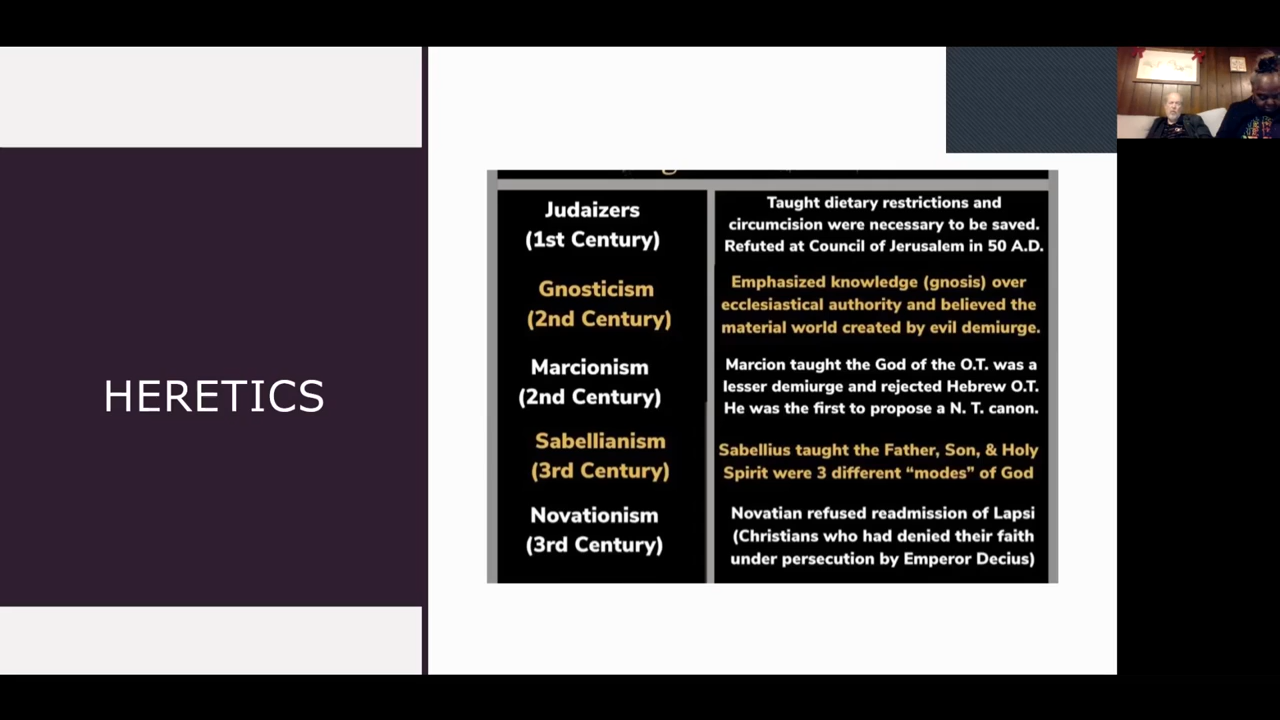 HERETICS
Judaizers
(1st Century)
Taught dietary restrictions and
circumcision were necessary to be saved.
Refuted at Council of Jerusalem in 50 A.D.
Gnosticism
(2nd Century)
Emphasized knowledge (gnosis) over
ecclesiastical authority and believed the
material world created by evil demiurge.
Marcionism
(2nd Century)
Marcion taught the God of the O.T. was a
lesser demiurge and rejected Hebrew O.T.
He was the first to propose a N. T. canon.
Sabellianism
(3rd Century)
Sabellius taught the Father, Son, & Holy
Spirit were 3 different “modes” of God
Novationism
(3rd Century)
Novatian refused readmission of Lapsi
(Christians who had denied their faith
under persecution by Emperor Decius)